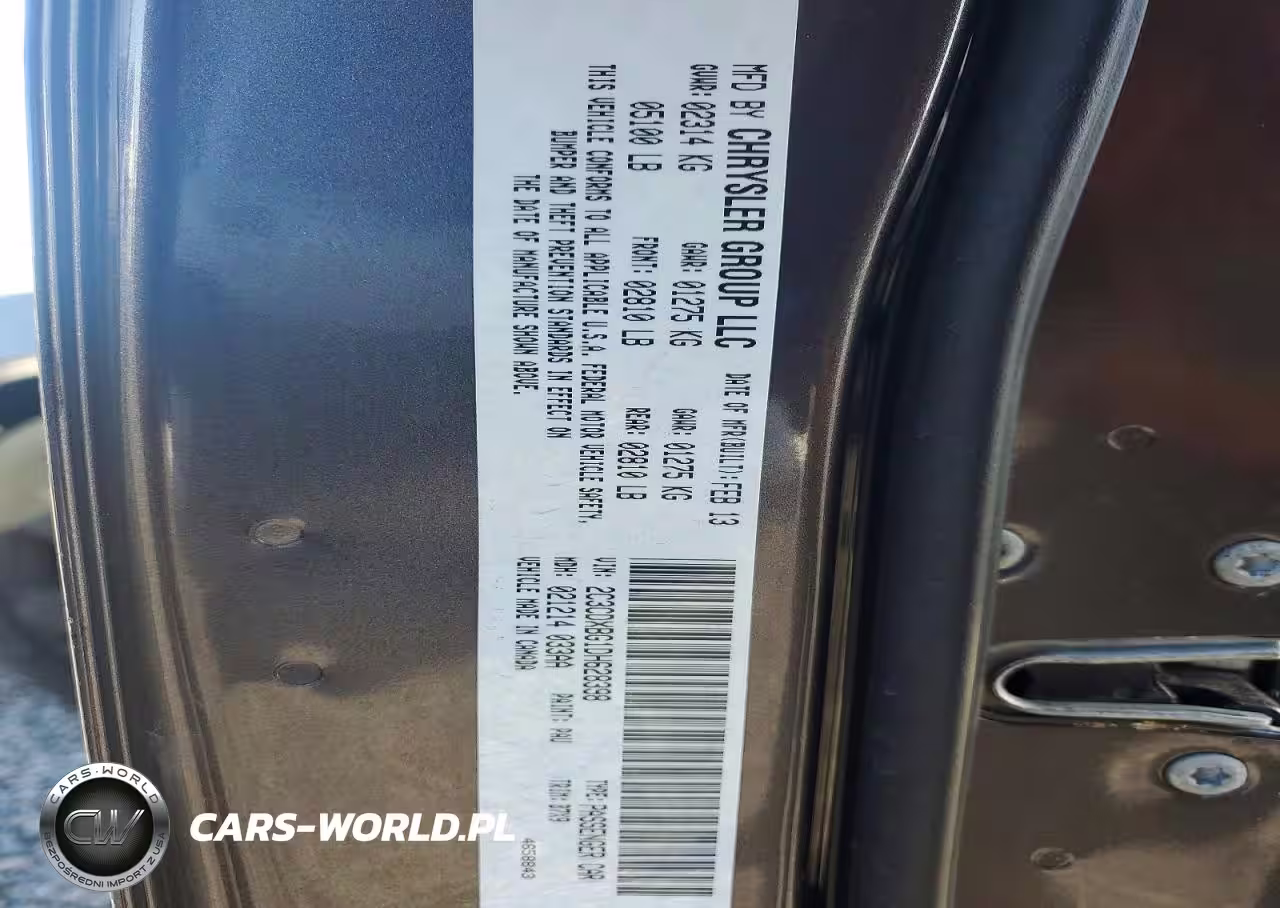 MFD BY CHRYSLER GROUP LLC DATE OF MFR(BUILT): FEB 13
GVWR: 02314 KG GAWR: 01275 KG GAWR: 01275 KG
05100 LB FRONT: 02810 LB REAR: 02810 LB
THIS VEHICLE CONFORMS TO ALL APPLICABLE U.S.A. FEDERAL MOTOR VEHICLE SAFETY,
BUMPER AND THEFT PREVENTION STANDARDS IN EFFECT ON
THE DATE OF MANUFACTURE SHOWN ABOVE.
VIN: 2C3CDXBG1DH628398 TYPE: PASSENGER CAR
MDH: 021214 03344 PAINT: PAU TRIM:
VEHICLE MADE IN CANADA 4658843
CARS-WORLD
CW
BEZPOŚREDNI IMPORT Z USA
CARS-WORLD.PL